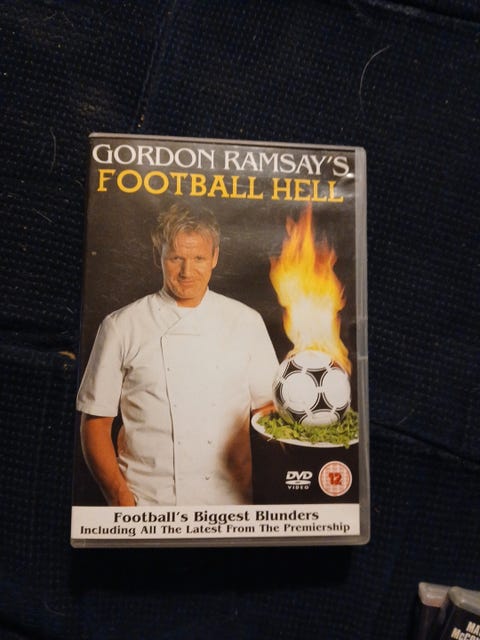 GORDON RAMSAY'S
FOOTBALL HELL
DVD
VIDEO
12
Football's Biggest Blunders
Including All The Latest From The Premiership